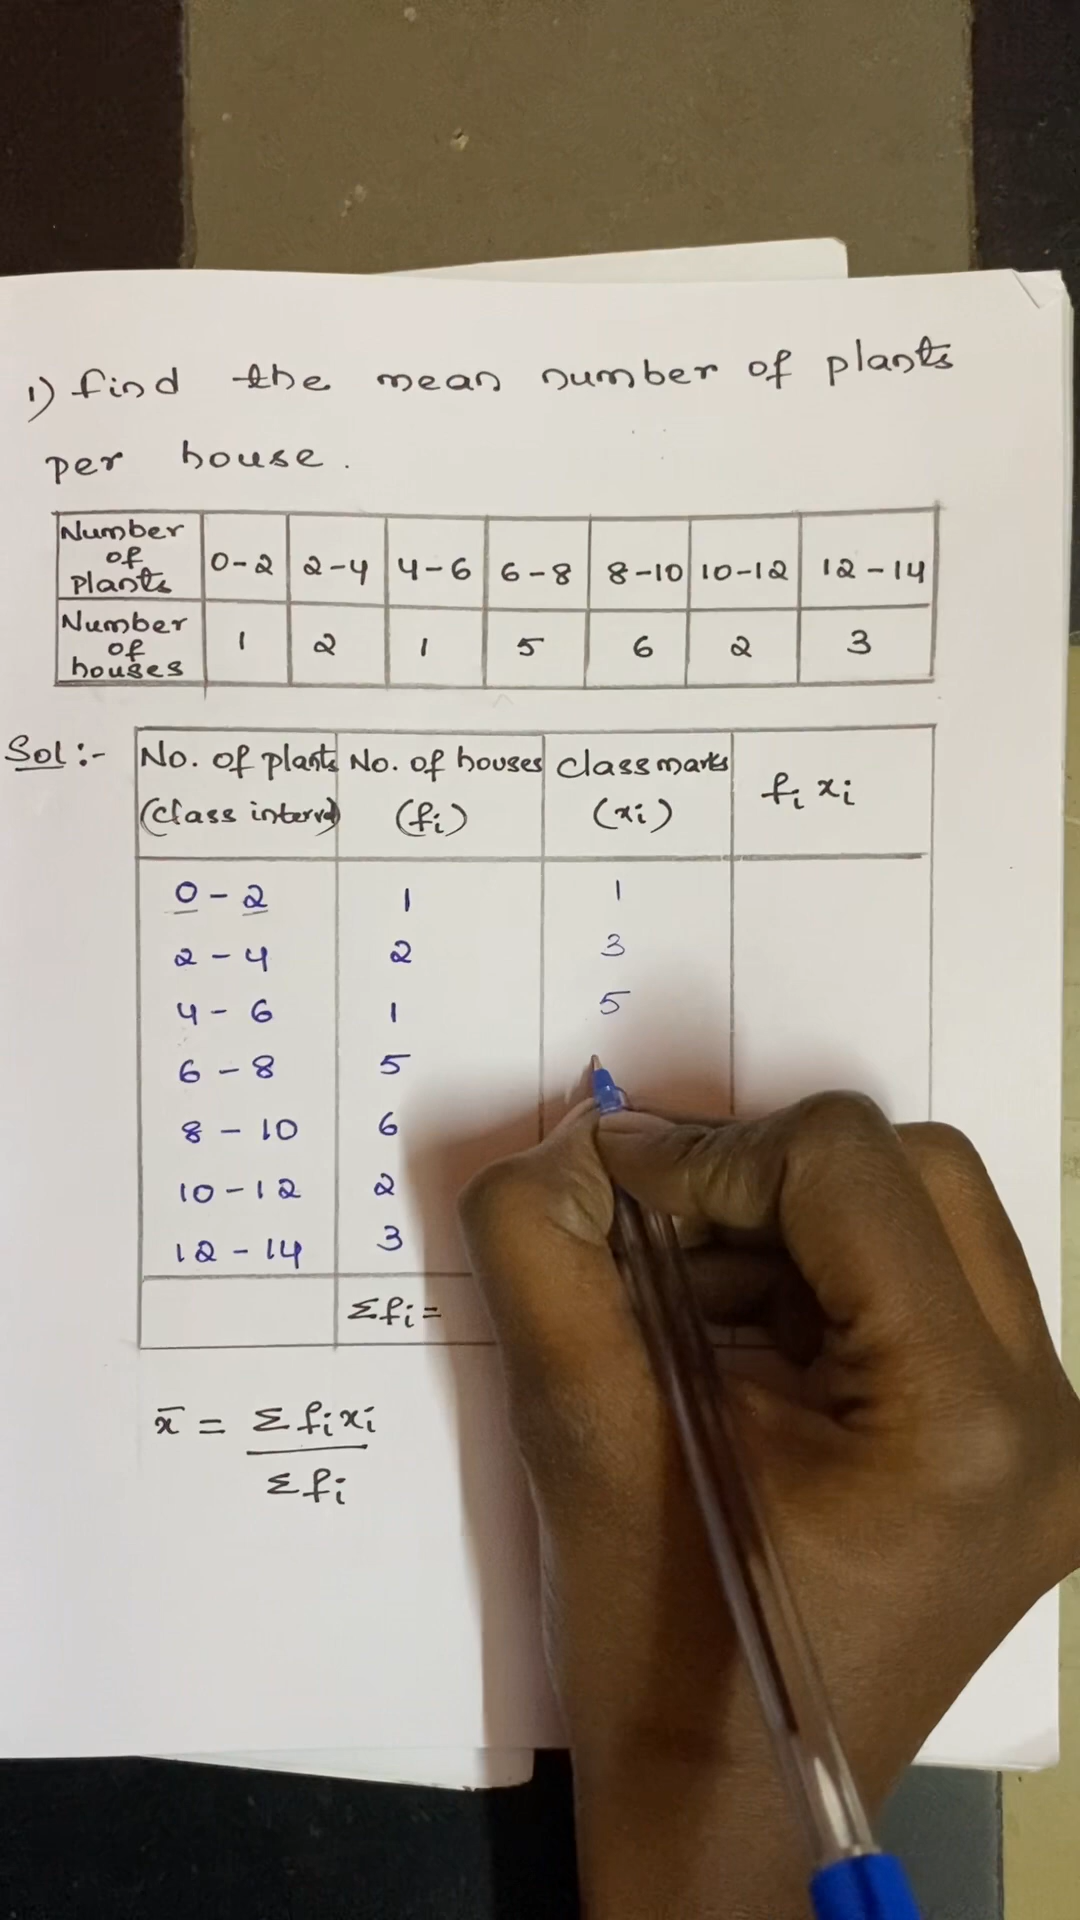 1) find the mean number of plants
per house.
Number of plants 0-2 2-4 4-6 6-8 8-10 10-12 12-14
Number of houses 1 2 1 5 6 2 3
Sol:- No. of plants No. of houses class marks fi xi
(class interval) (fi) (xi)
0-2 1 1
2-4 2 3
4-6 1 5
6-8 5
8-10 6
10-12 2
12-14 3
Σfi=
x̄ = Σfixi
Σfi